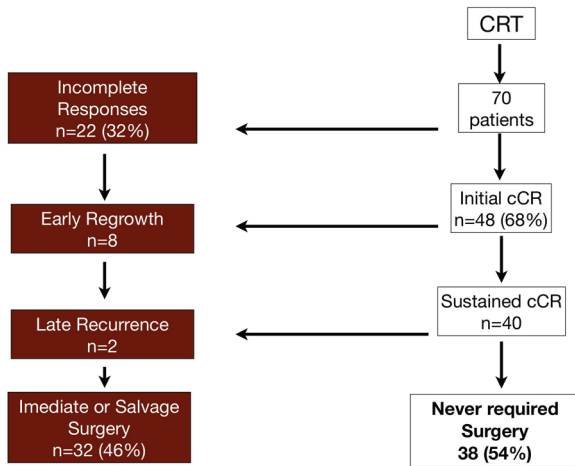 CRT
70
patients
Incomplete
Responses
n=22 (32%)
Initial cCR
n=48 (68%)
Early Regrowth
n=8
Sustained cCR
n=40
Late Recurrence
n=2
Imediate or Salvage
Surgery
n=32 (46%)
Never required
Surgery
38 (54%)